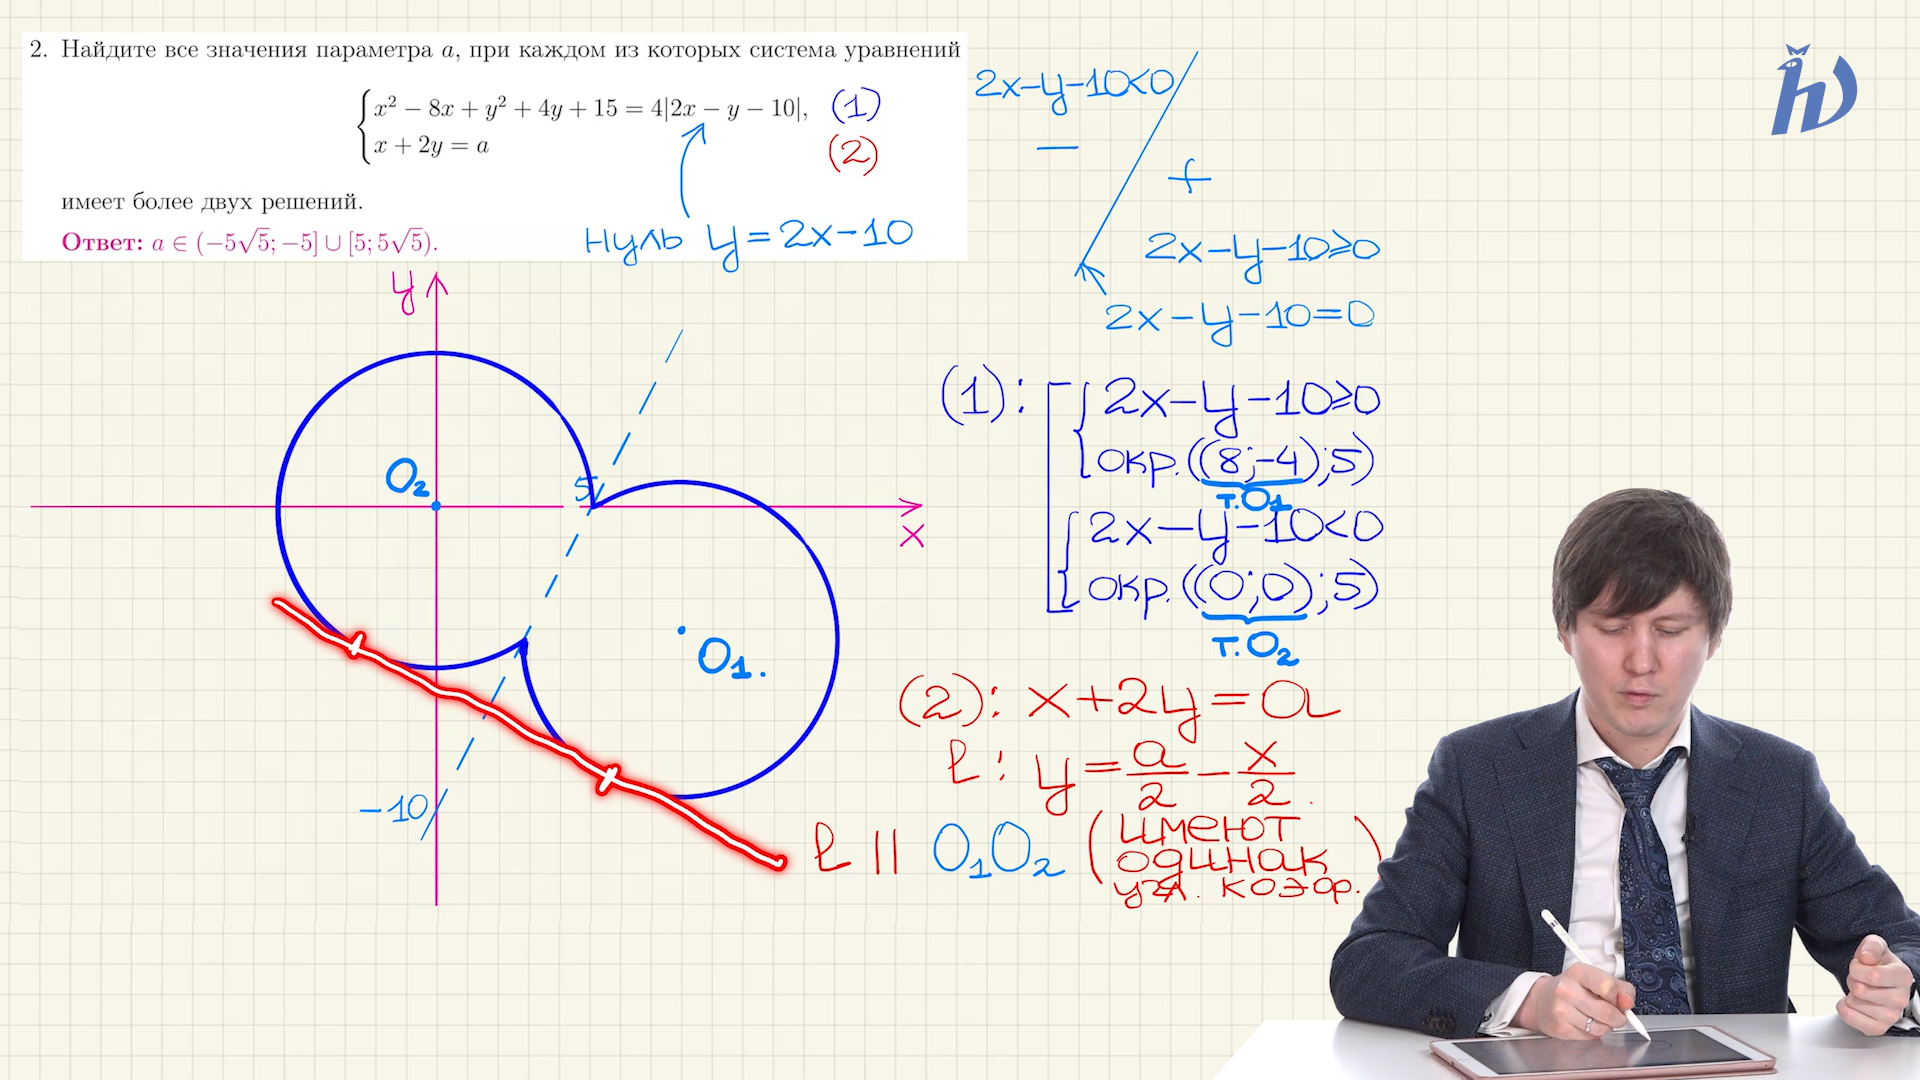 2. Найдите все значения параметра a, при каждом из которых система уравнений
x² − 8x + y² + 4y + 15 = 4|2x − y − 10|, (1)
x + 2y = a (2)
имеет более двух решений.
Ответ: a ∈ (−5√5; −5] ∪ [5; 5√5).
нуль y = 2x−10
2x−y−10<0
−
+
2x−y−10⩾0
2x−y−10=0
y
x
O₂
5
O₁.
−10
(1): 2x−y−10⩾0
окр.((8;−4);5)
т.O₁
2x−y−10<0
окр.((0;0);5)
т.O₂
(2): x+2y=a
l: y = a/2 − x/2.
l || O₁O₂ (имеют
одинак
угл. коэф.)